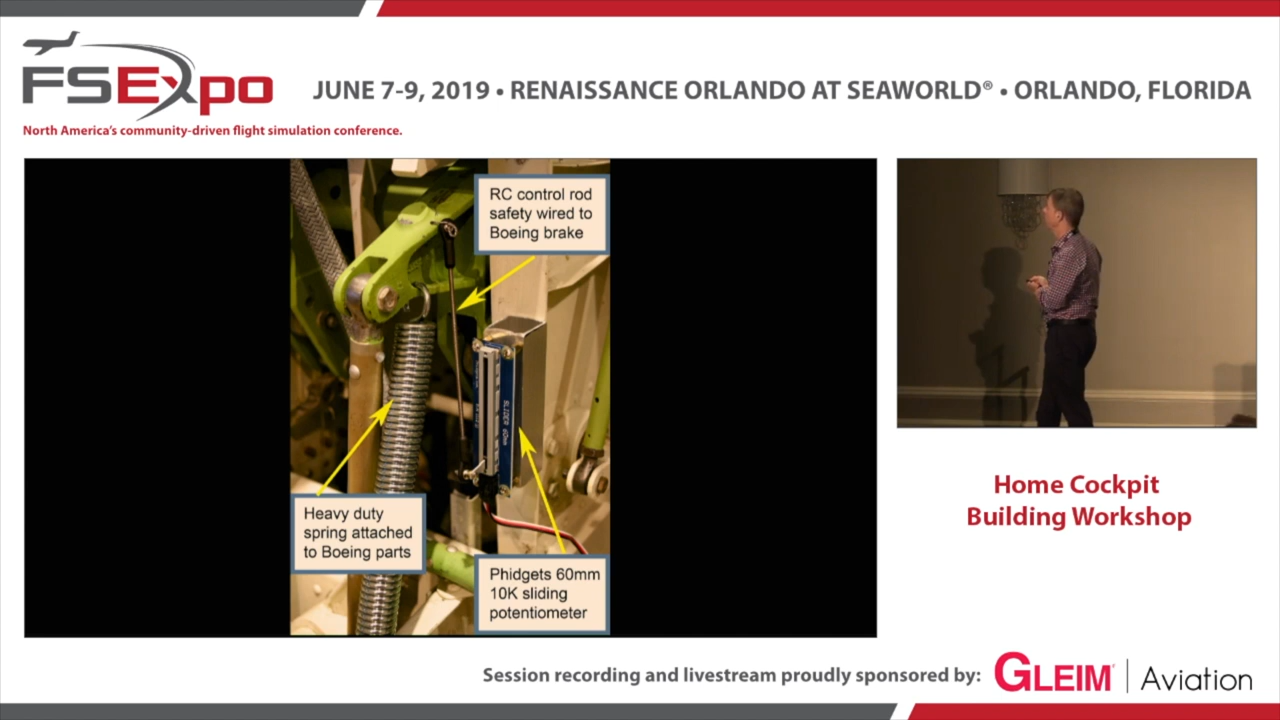 FSExpo
JUNE 7-9, 2019 • RENAISSANCE ORLANDO AT SEAWORLD® • ORLANDO, FLORIDA
North America's community-driven flight simulation conference.
RC control rod
safety wired to
Boeing brake
SLIDER 60mm
Heavy duty
spring attached
to Boeing parts
Phidgets 60mm
10K sliding
potentiometer
Home Cockpit
Building Workshop
Session recording and livestream proudly sponsored by:
GLEIM® | Aviation